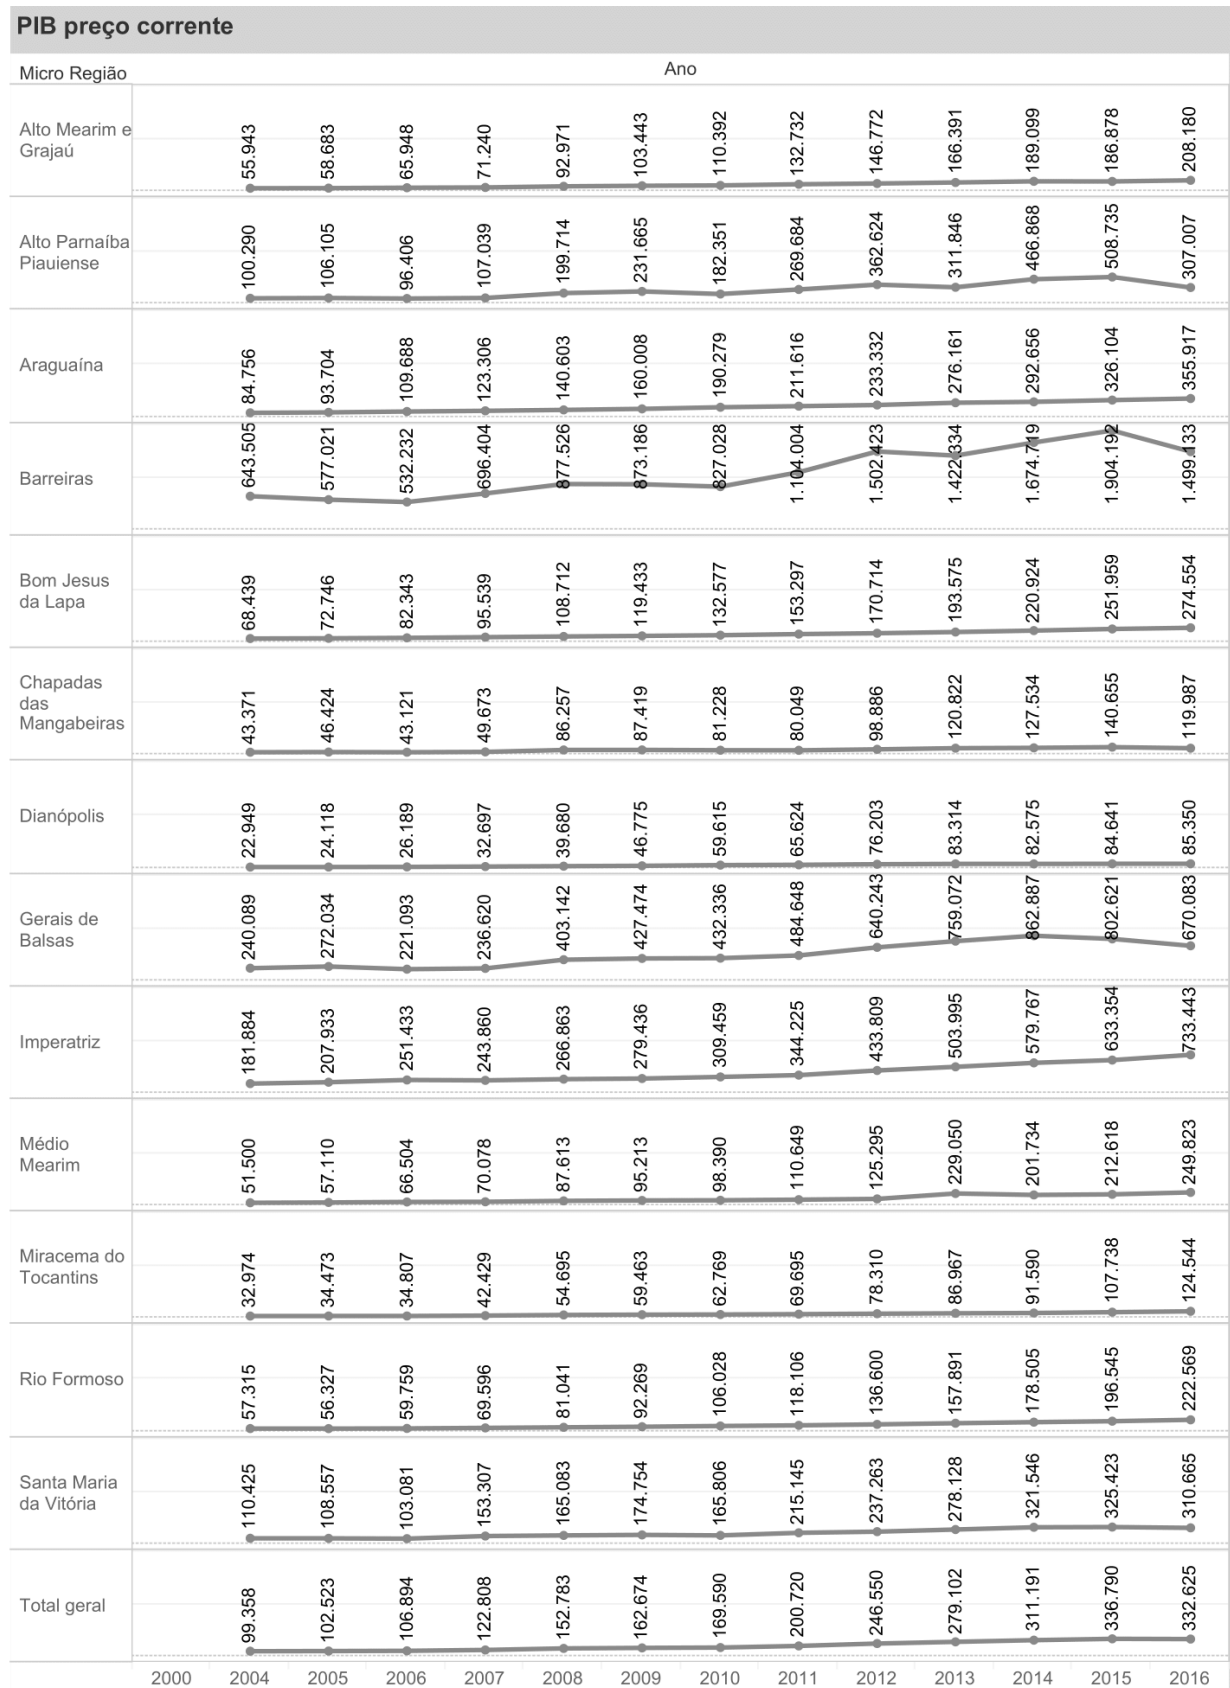 PIB preço corrente
Micro Região
Ano
Alto Mearim e
Grajaú
55.943 58.683 65.948 71.240 92.971 103.443 110.392 132.732 146.772 166.391 189.099 186.878 208.180
Alto Parnaíba
Piauiense
100.290 106.105 96.406 107.039 199.714 231.665 182.351 269.684 362.624 311.846 466.868 508.735 307.007
Araguaína
84.756 93.704 109.688 123.306 140.603 160.008 190.279 211.616 233.332 276.161 292.656 326.104 355.917
Barreiras
643.505 577.021 532.232 696.404 877.526 873.186 827.028 1.104.004 1.502.423 1.422.334 1.674.719 1.904.192 1.499.133
Bom Jesus
da Lapa
68.439 72.746 82.343 95.539 108.712 119.433 132.577 153.297 170.714 193.575 220.924 251.959 274.554
Chapadas
das
Mangabeiras
43.371 46.424 43.121 49.673 86.257 87.419 81.228 80.049 98.886 120.822 127.534 140.655 119.987
Dianópolis
22.949 24.118 26.189 32.697 39.680 46.775 59.615 65.624 76.203 83.314 82.575 84.641 85.350
Gerais de
Balsas
240.089 272.034 221.093 236.620 403.142 427.474 432.336 484.648 640.243 759.072 862.887 802.621 670.083
Imperatriz
181.884 207.933 251.433 243.860 266.863 279.436 309.459 344.225 433.809 503.995 579.767 633.354 733.443
Médio
Mearim
51.500 57.110 66.504 70.078 87.613 95.213 98.390 110.649 125.295 229.050 201.734 212.618 249.823
Miracema do
Tocantins
32.974 34.473 34.807 42.429 54.695 59.463 62.769 69.695 78.310 86.967 91.590 107.738 124.544
Rio Formoso
57.315 56.327 59.759 69.596 81.041 92.269 106.028 118.106 136.600 157.891 178.505 196.545 222.569
Santa Maria
da Vitória
110.425 108.557 103.081 153.307 165.083 174.754 165.806 215.145 237.263 278.128 321.546 325.423 310.665
Total geral
99.358 102.523 106.894 122.808 152.783 162.674 169.590 200.720 246.550 279.102 311.191 336.790 332.625
2000 2004 2005 2006 2007 2008 2009 2010 2011 2012 2013 2014 2015 2016